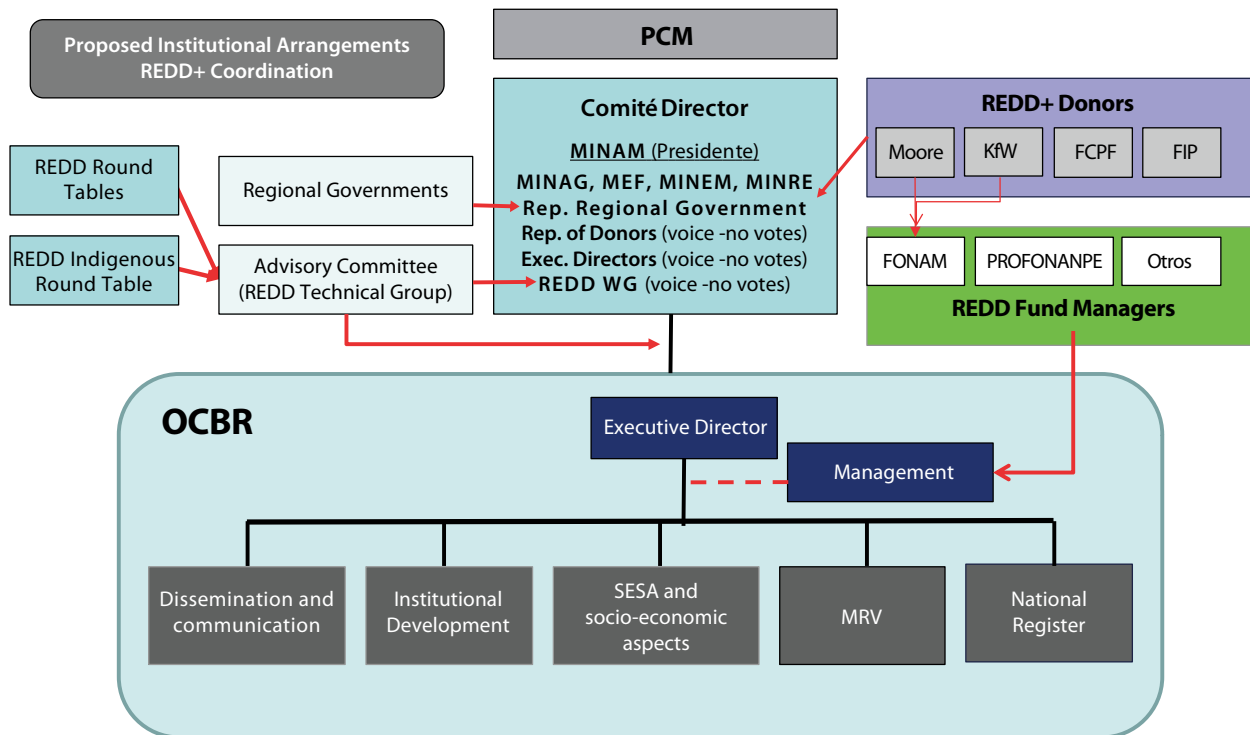 Proposed Institutional Arrangements
REDD+ Coordination
PCM
Comité Director
MINAM (Presidente)
MINAG, MEF, MINEM, MINRE
Rep. Regional Government
Rep. of Donors (voice -no votes)
Exec. Directors (voice -no votes)
REDD WG (voice -no votes)
REDD+ Donors
Moore
KfW
FCPF
FIP
REDD Round
Tables
REDD Indigenous
Round Table
Regional Governments
Advisory Committee
(REDD Technical Group)
FONAM
PROFONANPE
Otros
REDD Fund Managers
OCBR
Executive Director
Management
Dissemination and
communication
Institutional
Development
SESA and
socio-economic
aspects
MRV
National
Register